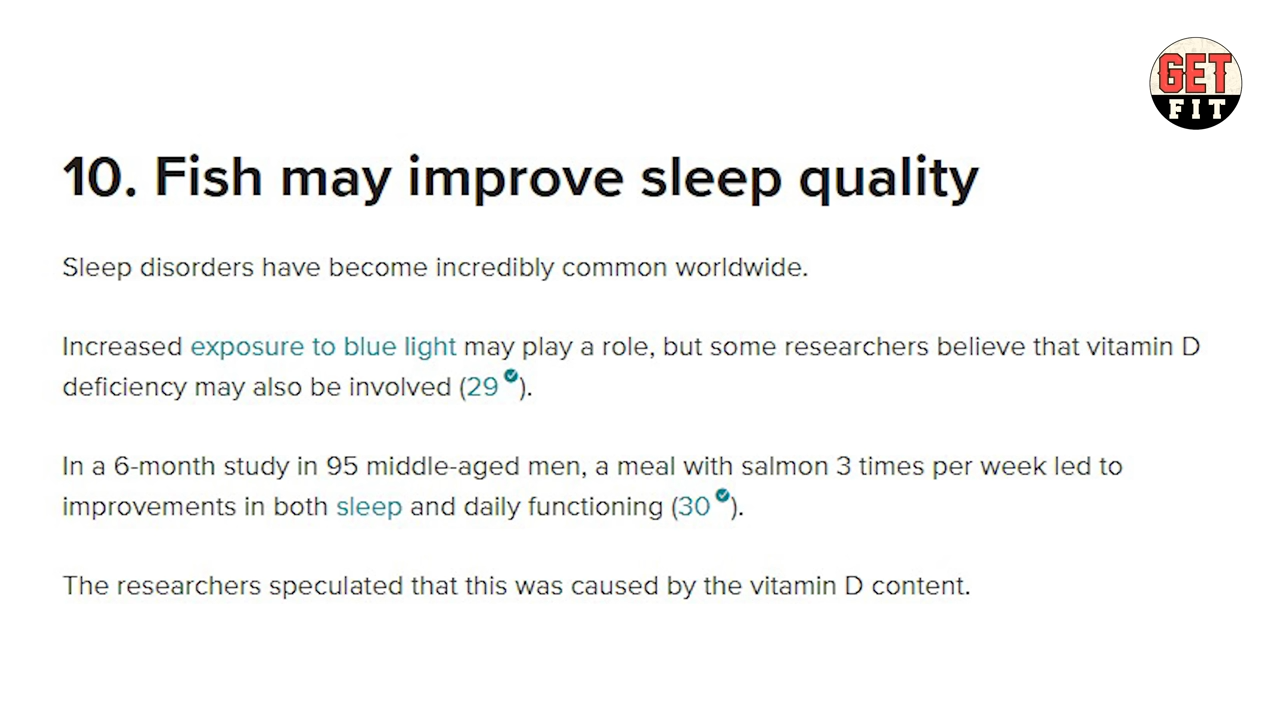 GET
FIT
10. Fish may improve sleep quality
Sleep disorders have become incredibly common worldwide.
Increased exposure to blue light may play a role, but some researchers believe that vitamin D
deficiency may also be involved (29).
In a 6-month study in 95 middle-aged men, a meal with salmon 3 times per week led to
improvements in both sleep and daily functioning (30).
The researchers speculated that this was caused by the vitamin D content.